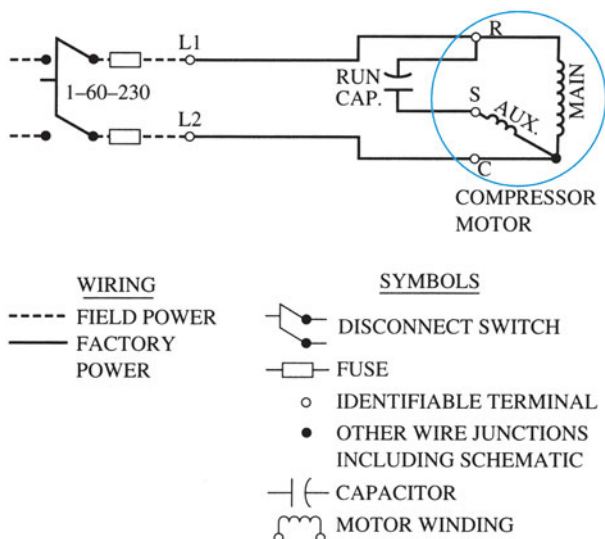 L1
R
1–60–230
RUN
CAP.
S
AUX.
MAIN
L2
C
COMPRESSOR
MOTOR
WIRING
FIELD POWER
FACTORY
POWER
SYMBOLS
DISCONNECT SWITCH
FUSE
IDENTIFIABLE TERMINAL
OTHER WIRE JUNCTIONS
INCLUDING SCHEMATIC
CAPACITOR
MOTOR WINDING